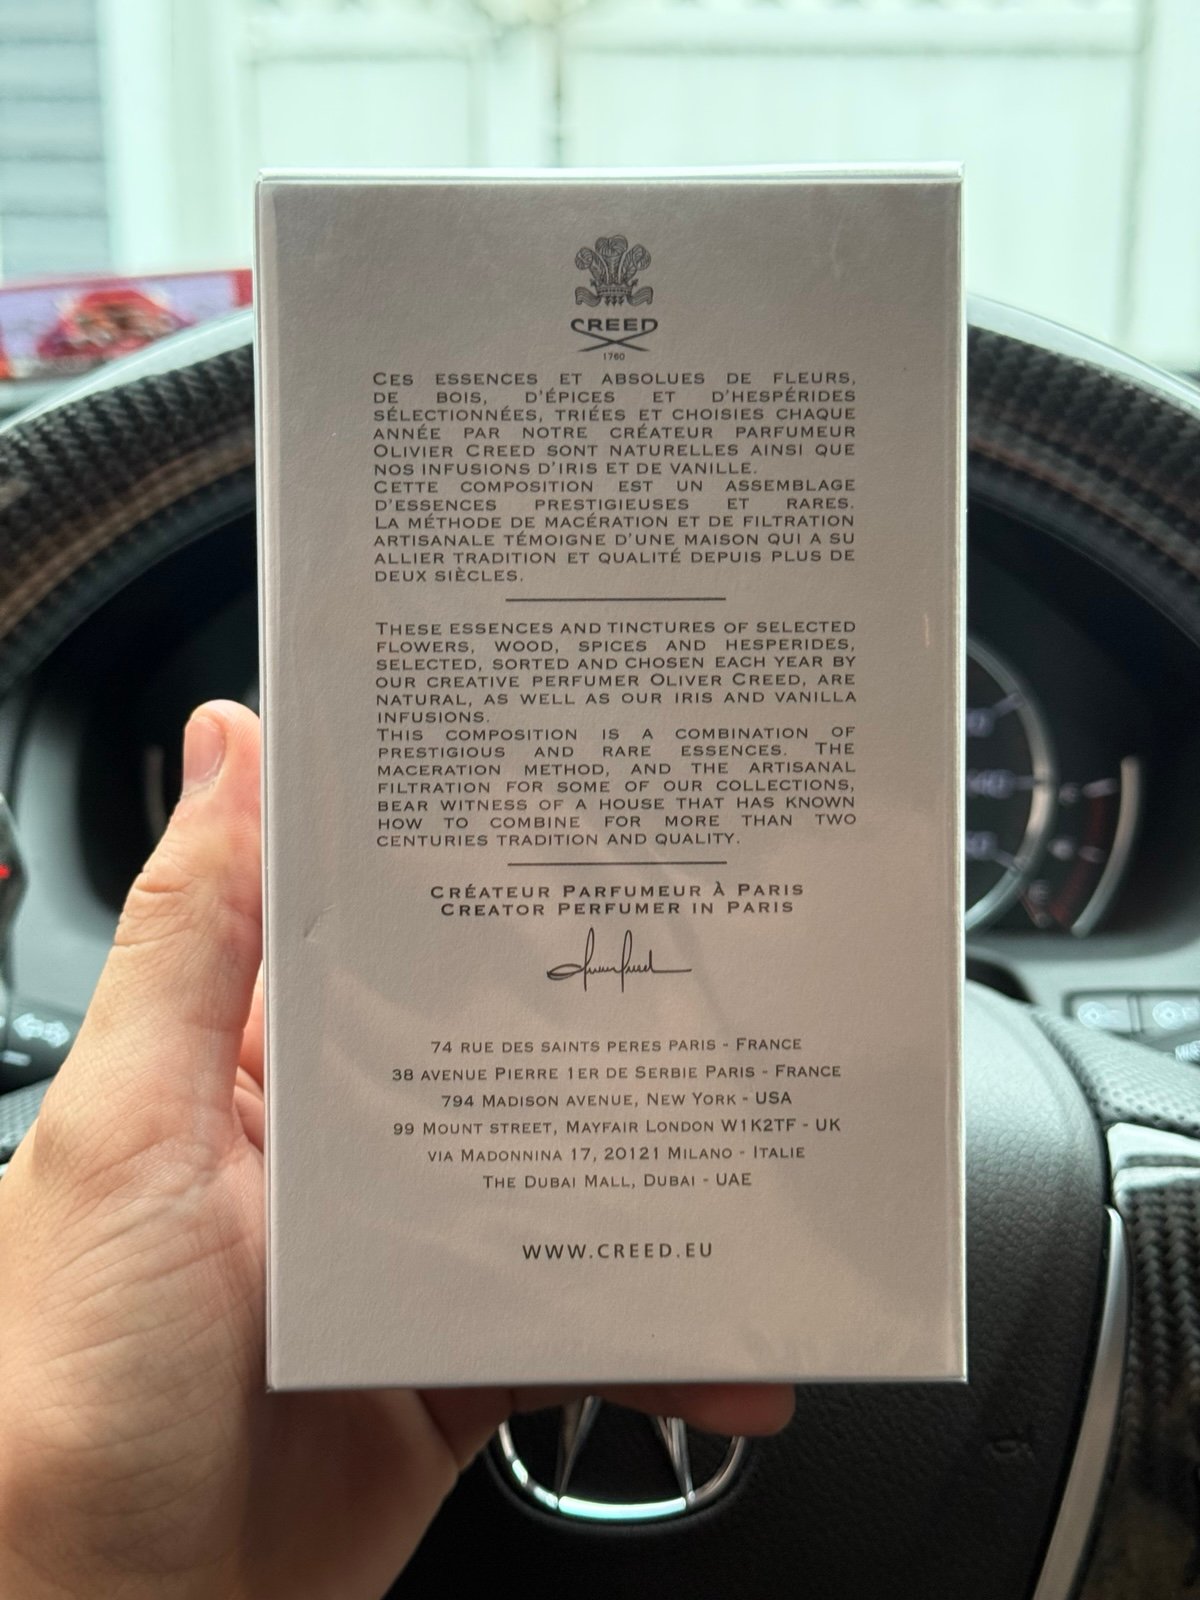 CREED
1760
CES ESSENCES ET ABSOLUES DE FLEURS,
DE BOIS, D'ÉPICES ET D'HESPÉRIDES
SÉLECTIONNÉES, TRIÉES ET CHOISIES CHAQUE
ANNÉE PAR NOTRE CRÉATEUR PARFUMEUR
OLIVIER CREED SONT NATURELLES AINSI QUE
NOS INFUSIONS D'IRIS ET DE VANILLE.
CETTE COMPOSITION EST UN ASSEMBLAGE
D'ESSENCES PRESTIGIEUSES ET RARES.
LA MÉTHODE DE MACÉRATION ET DE FILTRATION
ARTISANALE TÉMOIGNE D'UNE MAISON QUI A SU
ALLIER TRADITION ET QUALITÉ DEPUIS PLUS DE
DEUX SIÈCLES.
THESE ESSENCES AND TINCTURES OF SELECTED
FLOWERS, WOOD, SPICES AND HESPERIDES,
SELECTED, SORTED AND CHOSEN EACH YEAR BY
OUR CREATIVE PERFUMER OLIVER CREED, ARE
NATURAL, AS WELL AS OUR IRIS AND VANILLA
INFUSIONS.
THIS COMPOSITION IS A COMBINATION OF
PRESTIGIOUS AND RARE ESSENCES. THE
MACERATION METHOD, AND THE ARTISANAL
FILTRATION FOR SOME OF OUR COLLECTIONS,
BEAR WITNESS OF A HOUSE THAT HAS KNOWN
HOW TO COMBINE FOR MORE THAN TWO
CENTURIES TRADITION AND QUALITY.
CRÉATEUR PARFUMEUR À PARIS
CREATOR PERFUMER IN PARIS
74 RUE DES SAINTS PERES PARIS - FRANCE
38 AVENUE PIERRE 1ER DE SERBIE PARIS - FRANCE
794 MADISON AVENUE, NEW YORK - USA
99 MOUNT STREET, MAYFAIR LONDON W1K2TF - UK
VIA MADONNINA 17, 20121 MILANO - ITALIE
THE DUBAI MALL, DUBAI - UAE
WWW.CREED.EU